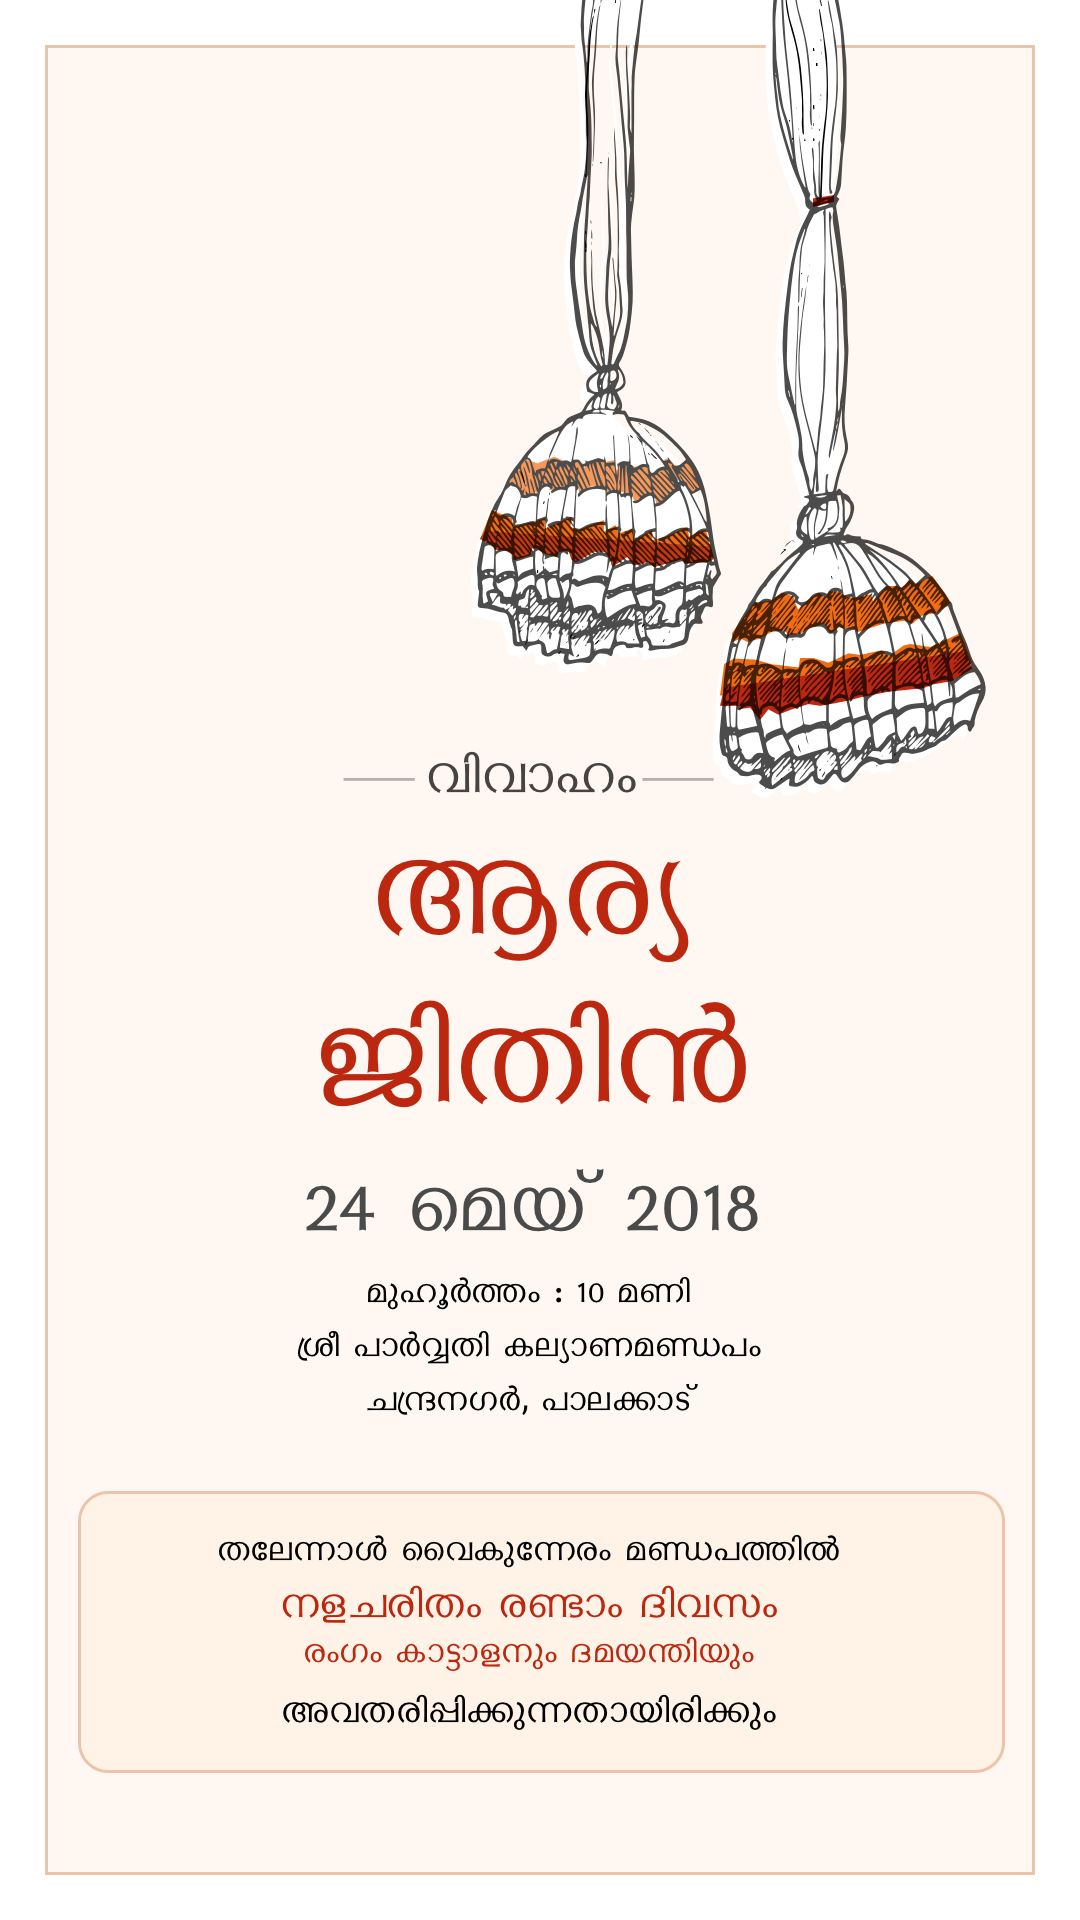 വിവാഹം
ആര്യ
ജിതിൻ
24 മെയ് 2018
മുഹൂർത്തം : 10 മണി
ശ്രീ പാർവ്വതി കല്യാണമണ്ഡപം
ചന്ദ്രനഗർ, പാലക്കാട്
തലേന്നാൾ വൈകുന്നേരം മണ്ഡപത്തിൽ
നളചരിതം രണ്ടാം ദിവസം
രംഗം കാട്ടാളനും ദമയന്തിയും
അവതരിപ്പിക്കുന്നതായിരിക്കും